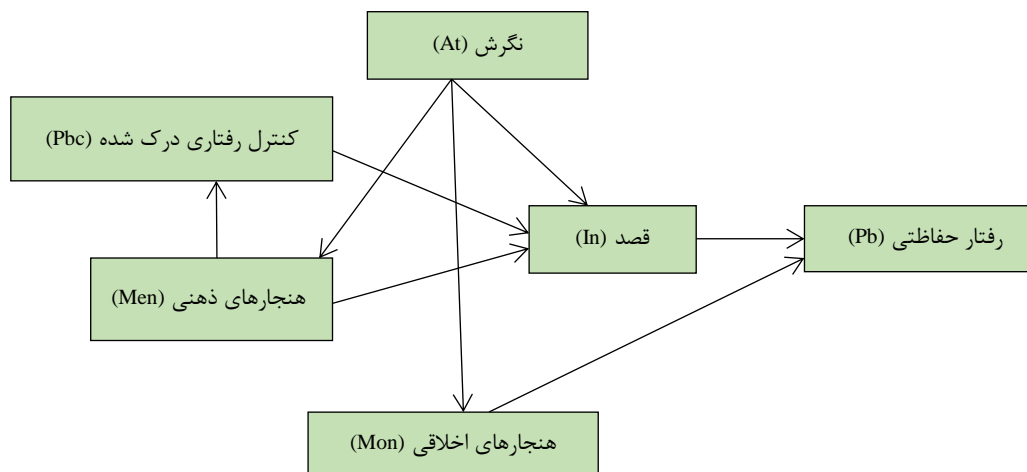 نگرش (At)
کنترل رفتاری درک شده (Pbc)
قصد (In)
رفتار حفاظتی (Pb)
هنجارهای ذهنی (Men)
هنجارهای اخلاقی (Mon)